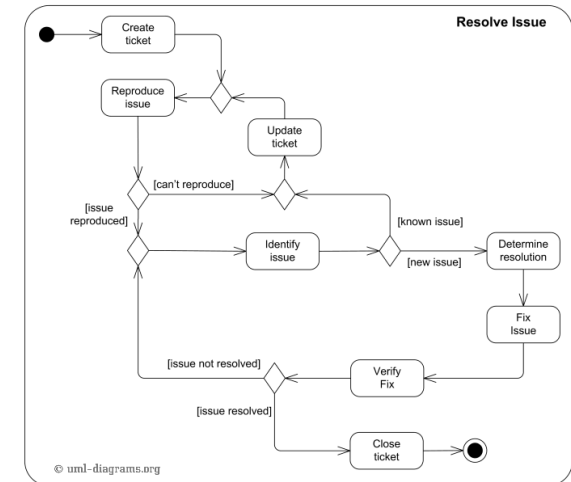 Resolve Issue
Create
ticket
Reproduce
issue
Update
ticket
[can't reproduce]
[issue
reproduced]
[known issue]
Identify
issue
[new issue]
Determine
resolution
Fix
Issue
[issue not resolved]
Verify
Fix
[issue resolved]
Close
ticket
© uml-diagrams.org